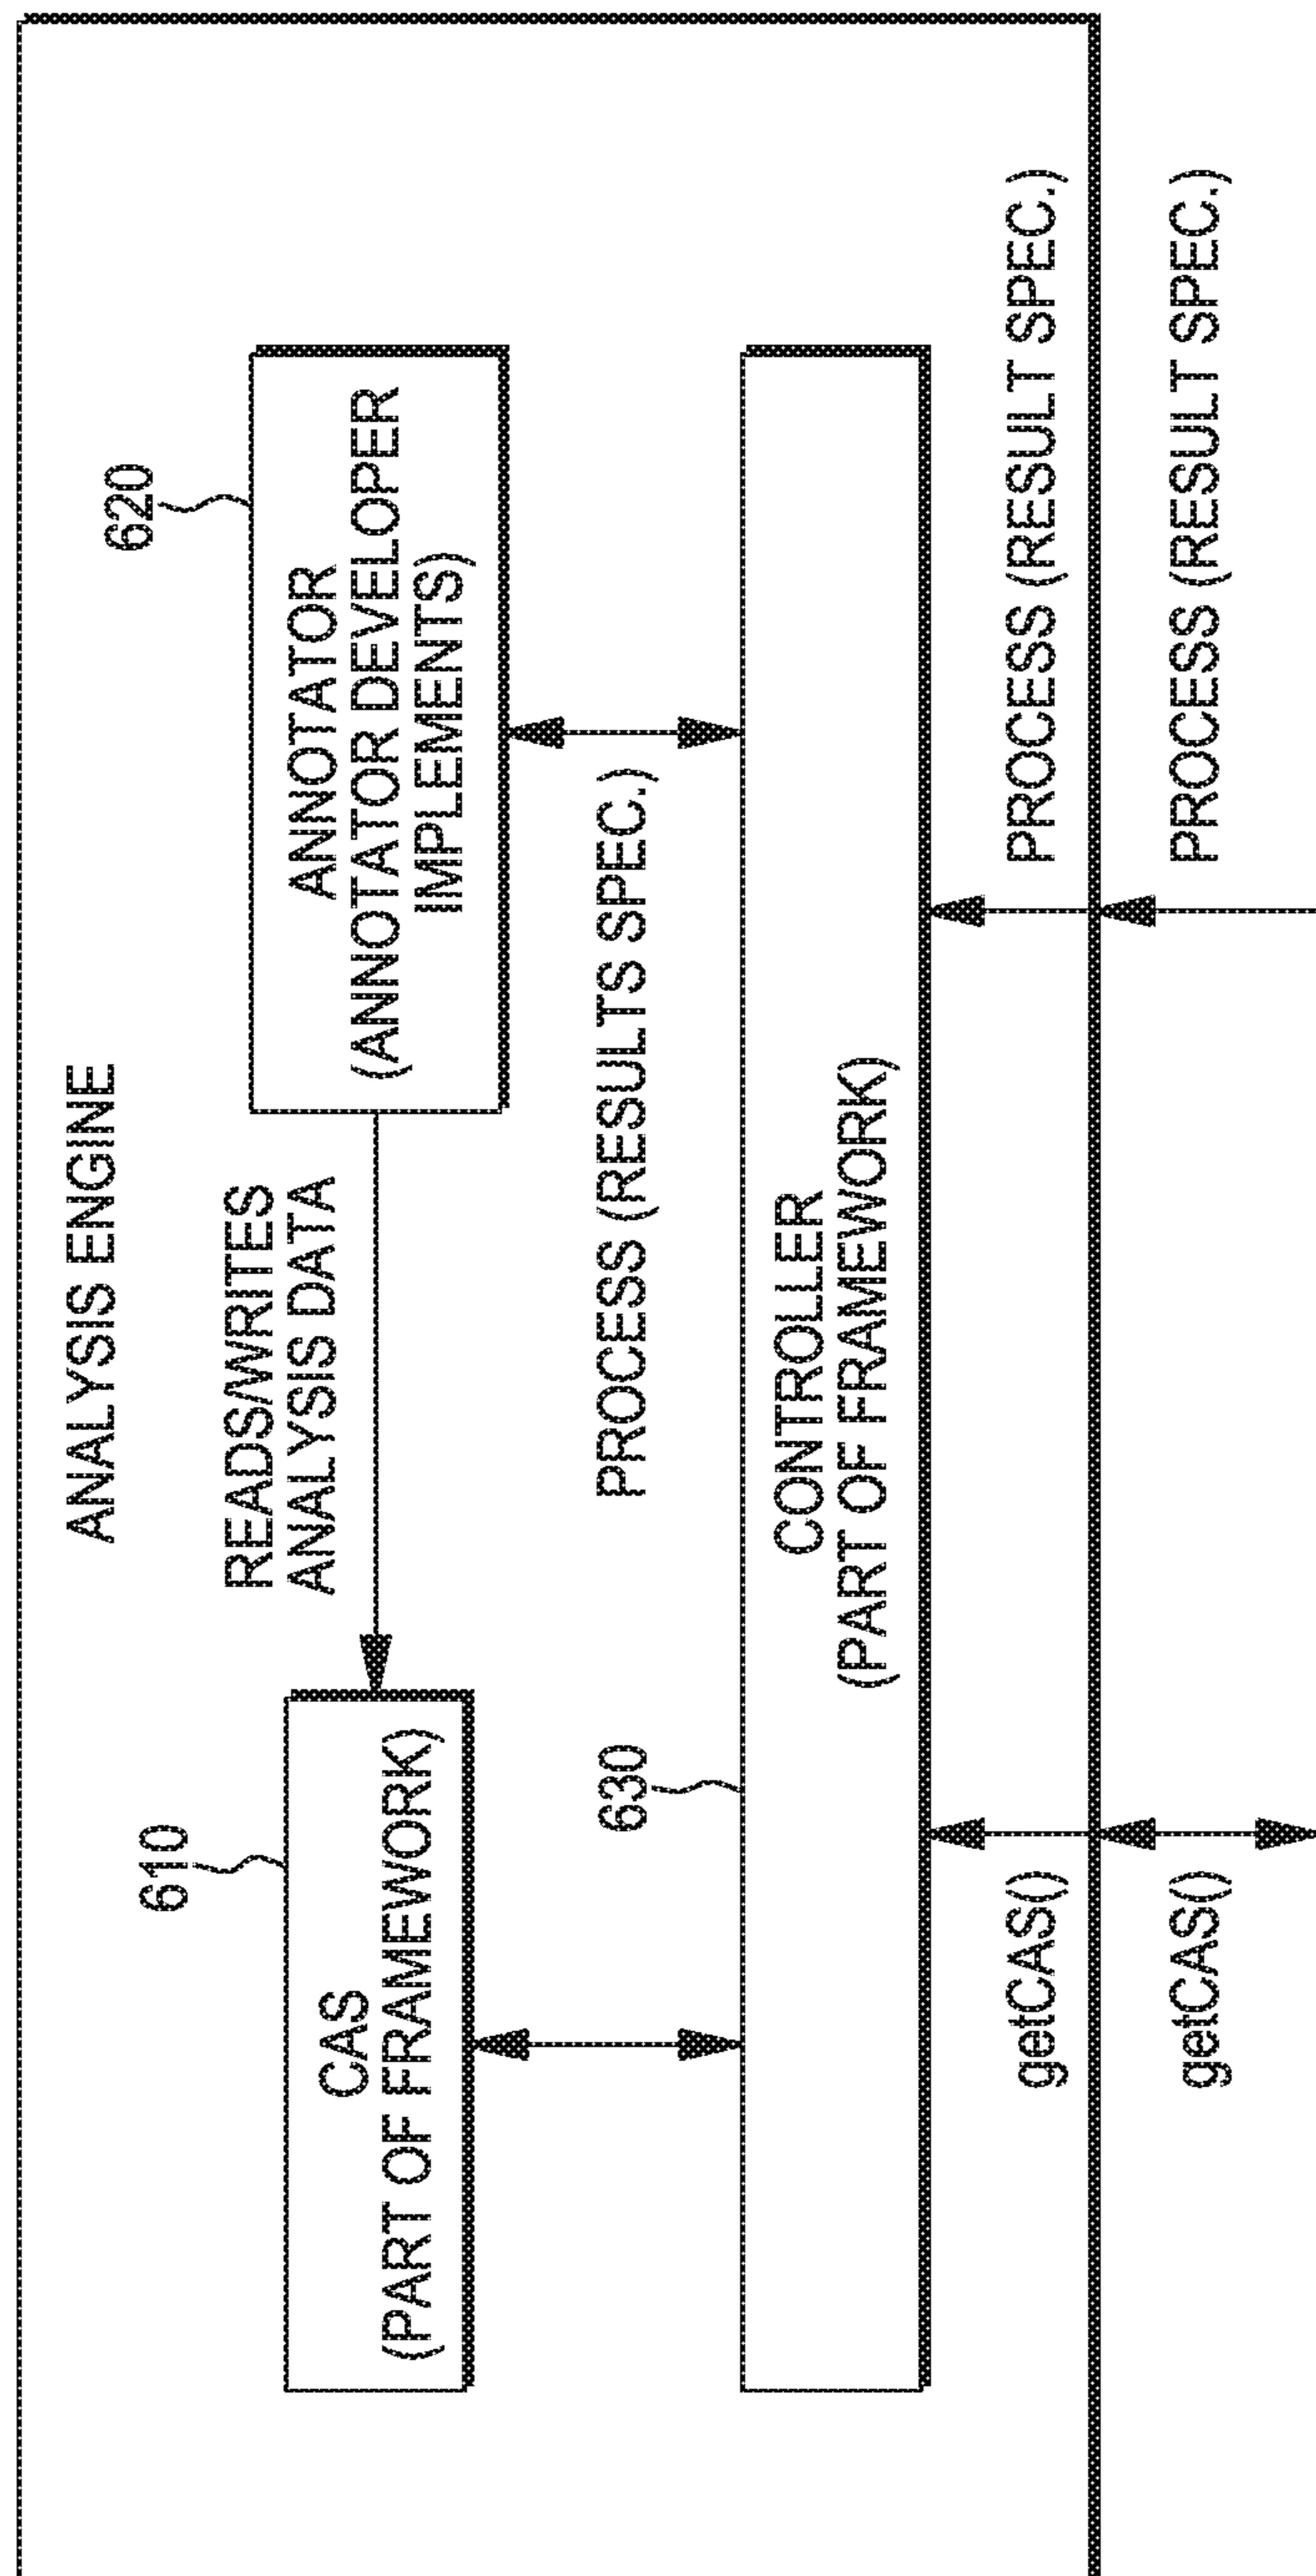 ANALYSIS ENGINE
610
CAS
(PART OF FRAMEWORK)
READS/WRITES
ANALYSIS DATA
620
ANNOTATOR
(ANNOTATOR DEVELOPER
IMPLEMENTS)
PROCESS (RESULTS SPEC.)
630
CONTROLLER
(PART OF FRAMEWORK)
getCAS()
PROCESS (RESULT SPEC.)
getCAS()
PROCESS (RESULT SPEC.)